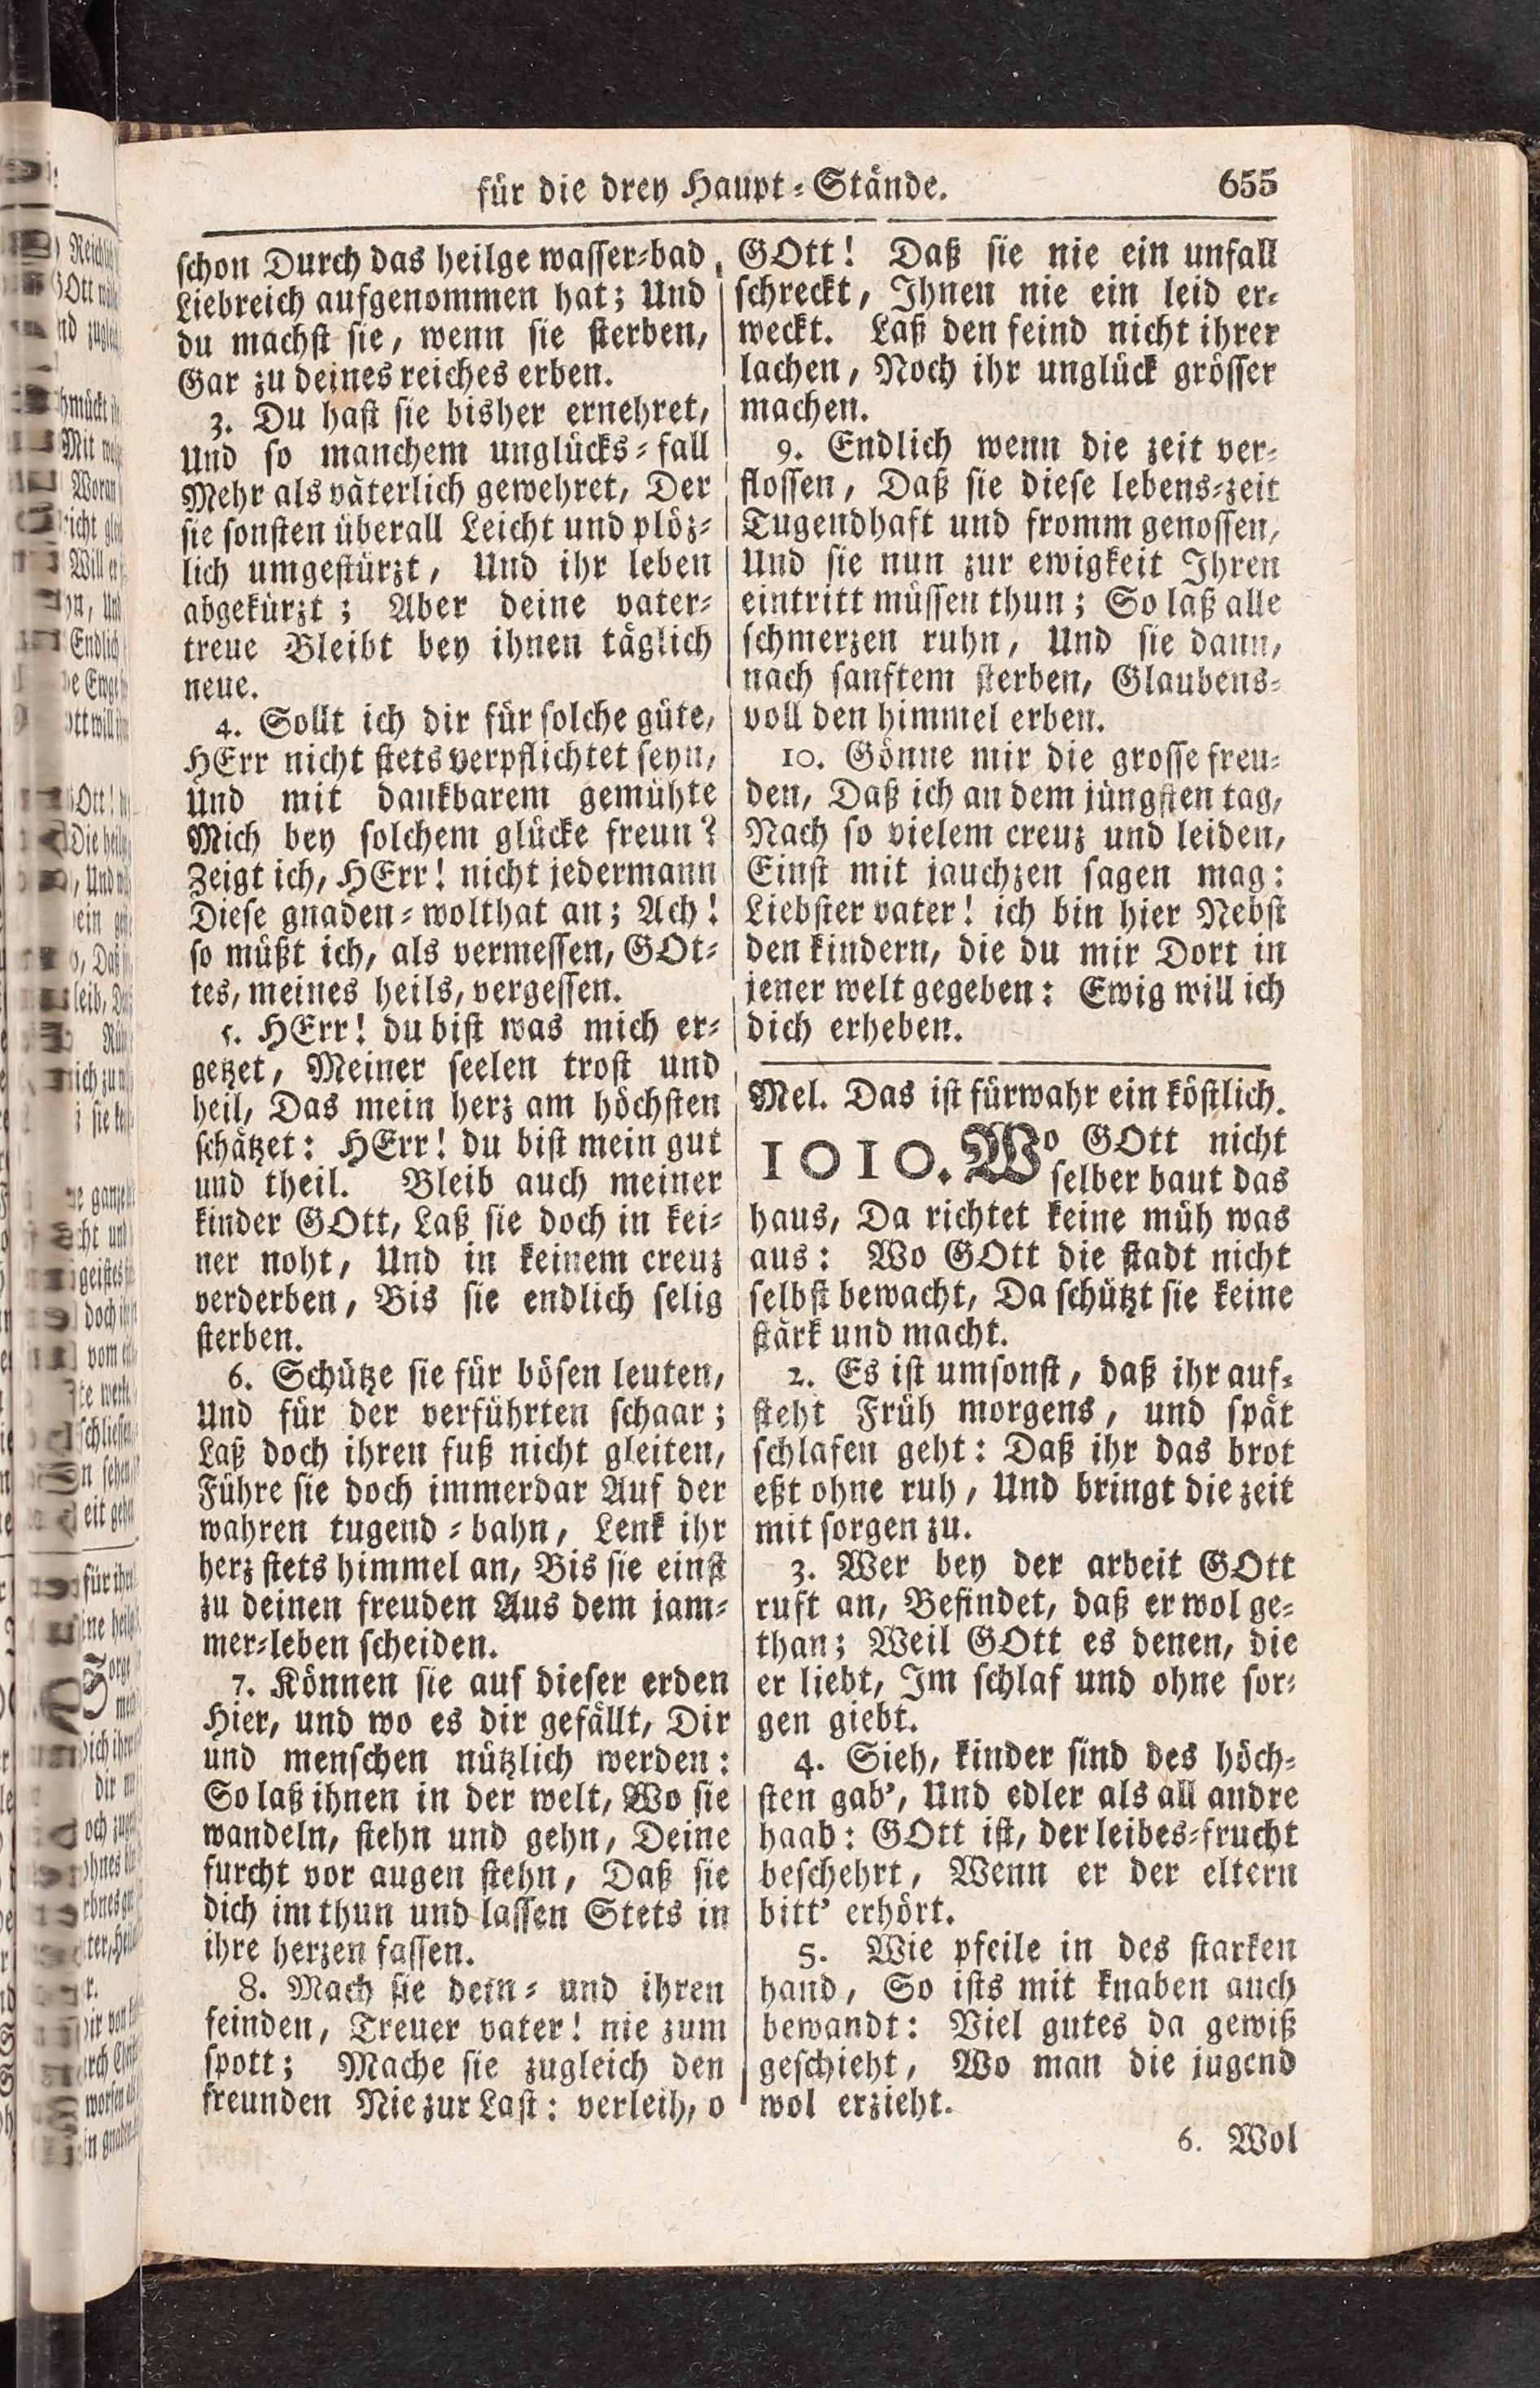 für die drey Haupt-Stände. 655
schon Durch das heilge wasser-bad
Liebreich aufgenommen hat; Und
du machst sie, wenn sie sterben,
Gar zu deines reiches erben.
3. Du hast sie bisher ernehret,
Und so manchem unglücks-fall
Mehr als väterlich gewehret, Der
sie sonsten überall Leicht und plöz-
lich umgestürzt, Und ihr leben
abgekürzt; Aber deine vater-
treue Bleibt bey ihnen täglich
neue.
4. Sollt ich dir für solche güte,
HErr nicht stets verpflichtet seyn,
Und mit dankbarem gemühte
Mich bey solchem glücke freun?
Zeigt ich, HErr! nicht jedermann
Diese gnaden-wolthat an; Ach!
so müßt ich, als vermessen, GOt-
tes, meines heils, vergessen.
5. HErr! du bist was mich er-
getzet, Meiner seelen trost und
heil, Das mein herz am höchsten
schätzet: HErr! du bist mein gut
und theil. Bleib auch meiner
kinder GOtt, Laß sie doch in kei-
ner noht, Und in keinem creuz
verderben, Bis sie endlich selig
sterben.
6. Schütze sie für bösen leuten,
Und für der verführten schaar;
Laß doch ihren fuß nicht gleiten,
Führe sie doch immerdar Auf der
wahren tugend-bahn, Lenk ihr
herz stets himmel an, Bis sie einst
zu deinen freuden Aus dem jam-
mer-leben scheiden.
7. Können sie auf dieser erden
Hier, und wo es dir gefällt, Dir
und menschen nützlich werden:
So laß ihnen in der welt, Wo sie
wandeln, stehn und gehn, Deine
furcht vor augen stehn, Daß sie
dich im thun und lassen Stets in
ihre herzen fassen.
8. Mach sie dein- und ihren
feinden, Treuer vater! nie zum
spott; Mache sie zugleich den
freunden Nie zur Last: verleih, o
GOtt! Daß sie nie ein unfall
schreckt, Ihnen nie ein leid er-
weckt. Laß den feind nicht ihrer
lachen, Noch ihr unglück grösser
machen.
9. Endlich wenn die zeit ver-
flossen, Daß sie diese lebens-zeit
Tugendhaft und fromm genossen,
Und sie nun zur ewigkeit Ihren
eintritt müssen thun; So laß alle
schmerzen ruhn, Und sie dann,
nach sanftem sterben, Glaubens-
voll den himmel erben.
10. Gönne mir die grosse freu-
den, Daß ich an dem jüngsten tag,
Nach so vielem creuz und leiden,
Einst mit jauchzen sagen mag:
Liebster vater! ich bin hier Nebst
den kindern, die du mir Dort in
jener welt gegeben: Ewig will ich
dich erheben.
Mel. Das ist fürwahr ein köstlich.
1010. Wo GOtt nicht
selber baut das
haus, Da richtet keine müh was
aus: Wo GOtt die stadt nicht
selbst bewacht, Da schützt sie keine
stärk und macht.
2. Es ist umsonst, daß ihr auf-
steht Früh morgens, und spät
schlafen geht: Daß ihr das brot
eßt ohne ruh, Und bringt die zeit
mit sorgen zu.
3. Wer bey der arbeit GOtt
ruft an, Befindet, daß er wol ge-
than; Weil GOtt es denen, die
er liebt, Im schlaf und ohne sor-
gen giebt.
4. Sieh, kinder sind des höch-
sten gab', Und edler als all andre
haab: GOtt ist, der leibes-frucht
beschehrt, Wenn er der eltern
bitt' erhört.
5. Wie pfeile in des starken
hand, So ists mit knaben auch
bewandt: Viel gutes da gewiß
geschieht, Wo man die jugend
wol erzieht.
6. Wol